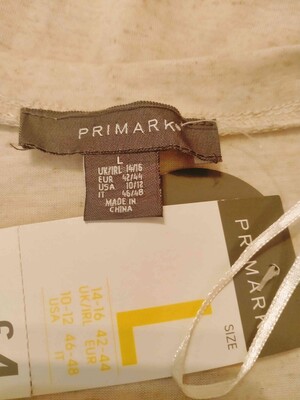 PRIMARK
L
UK/IRL 14/16
EUR 42/44
USA 10/12
IT 46/48
MADE IN
CHINA
PRIMARK
SIZE
L
14-16 42-44
UK/IRL EUR
10-12 46-48
USA IT